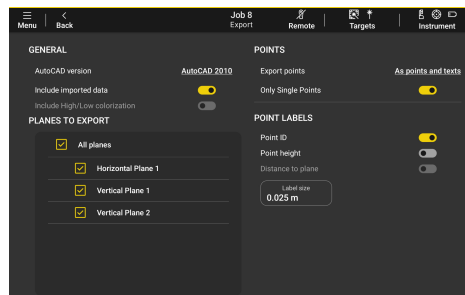 Menu
Back
Job 8
Export
Remote
Targets
Instrument
GENERAL
AutoCAD version
AutoCAD 2010
Include imported data
Include High/Low colorization
PLANES TO EXPORT
All planes
Horizontal Plane 1
Vertical Plane 1
Vertical Plane 2
POINTS
Export points
As points and texts
Only Single Points
POINT LABELS
Point ID
Point height
Distance to plane
Label size
0.025 m